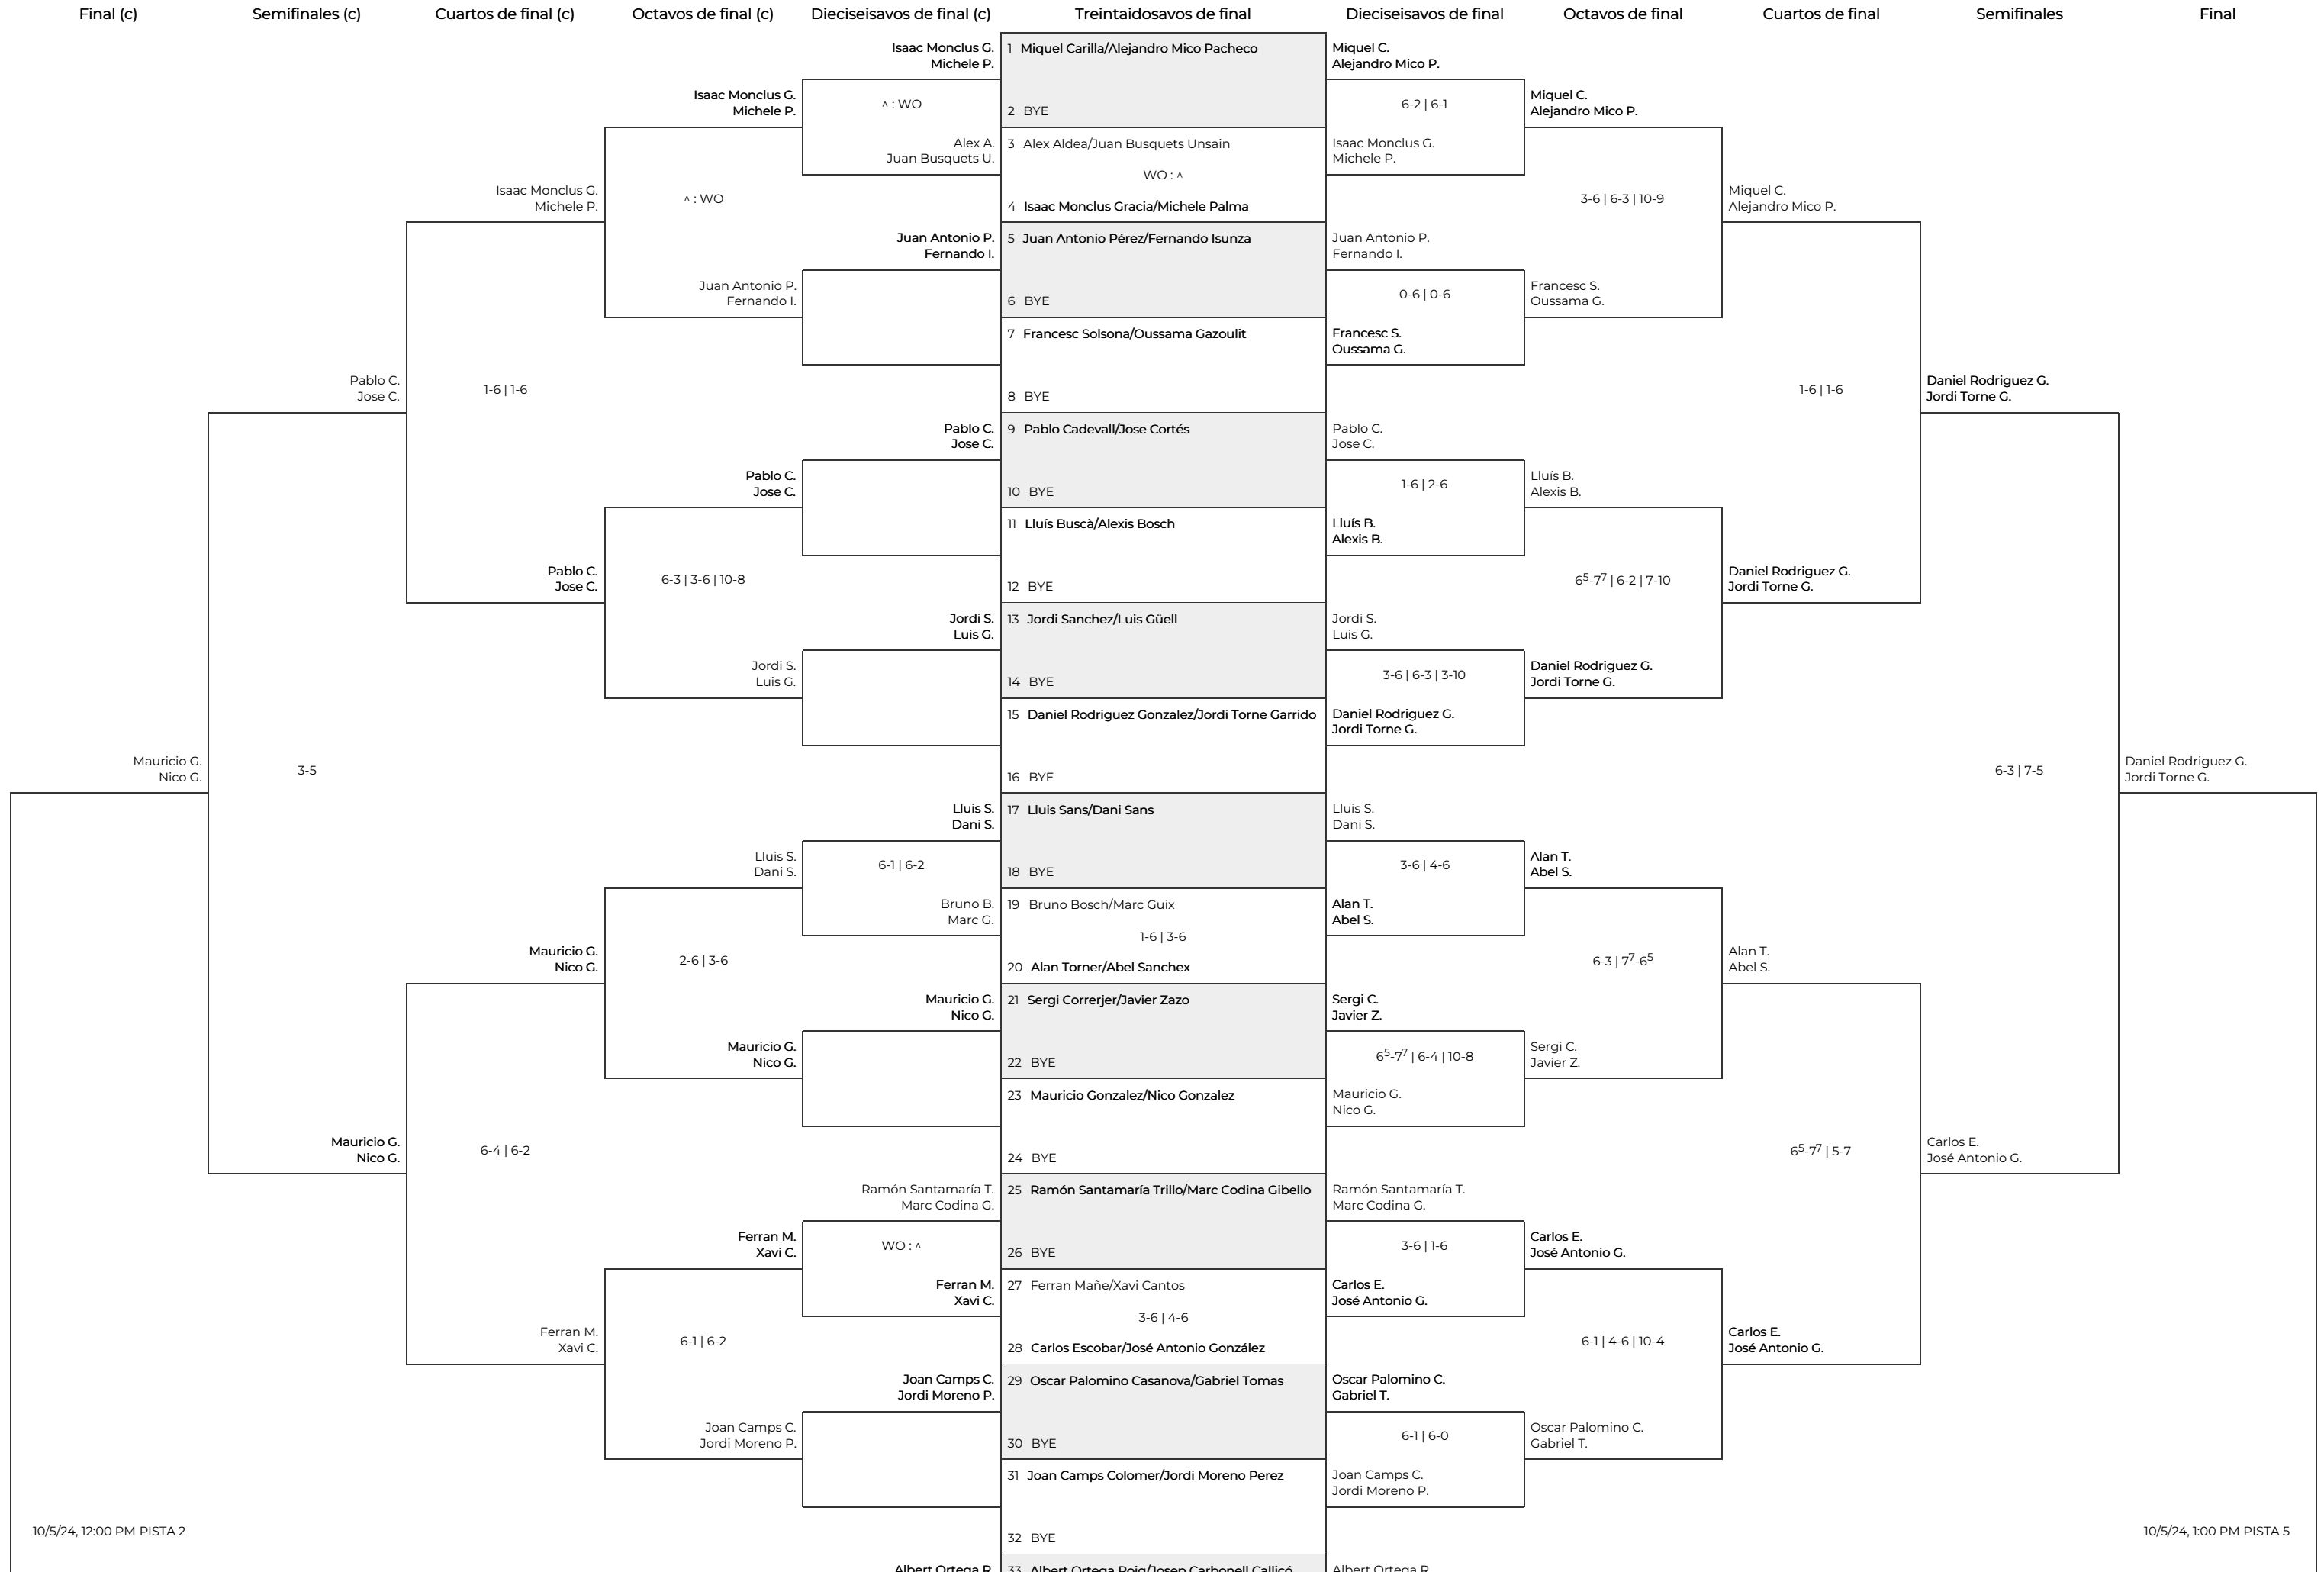 Final (c) Semifinales (c) Cuartos de final (c) Octavos de final (c) Dieciseisavos de final (c) Treintaidosavos de final Dieciseisavos de final Octavos de final Cuartos de final Semifinales Final
Mauricio G.
Nico G.
10/5/24, 12:00 PM PISTA 2
Pablo C.
Jose C.
3-5
Mauricio G.
Nico G.
Isaac Monclus G.
Michele P.
1-6 | 1-6
Pablo C.
Jose C.
Mauricio G.
Nico G.
6-4 | 6-2
Ferran M.
Xavi C.
Isaac Monclus G.
Michele P.
^ : WO
Juan Antonio P.
Fernando I.
Pablo C.
Jose C.
6-3 | 3-6 | 10-8
Jordi S.
Luis G.
Lluis S.
Dani S.
2-6 | 3-6
Mauricio G.
Nico G.
Ferran M.
Xavi C.
6-1 | 6-2
Joan Camps C.
Jordi Moreno P.
Isaac Monclus G.
Michele P.
^ : WO
Alex A.
Juan Busquets U.
Juan Antonio P.
Fernando I.
Pablo C.
Jose C.
Jordi S.
Luis G.
Lluis S.
Dani S.
6-1 | 6-2
Bruno B.
Marc G.
Mauricio G.
Nico G.
Ramón Santamaría T.
Marc Codina G.
WO : ^
Ferran M.
Xavi C.
Joan Camps C.
Jordi Moreno P.
Albert Ortega R.
1 Miquel Carilla/Alejandro Mico Pacheco
2 BYE
3 Alex Aldea/Juan Busquets Unsain
WO : ^
4 Isaac Monclus Gracia/Michele Palma
5 Juan Antonio Pérez/Fernando Isunza
6 BYE
7 Francesc Solsona/Oussama Gazoulit
8 BYE
9 Pablo Cadevall/Jose Cortés
10 BYE
11 Lluís Buscà/Alexis Bosch
12 BYE
13 Jordi Sanchez/Luis Güell
14 BYE
15 Daniel Rodriguez Gonzalez/Jordi Torne Garrido
16 BYE
17 Lluis Sans/Dani Sans
18 BYE
19 Bruno Bosch/Marc Guix
1-6 | 3-6
20 Alan Torner/Abel Sanchex
21 Sergi Correrjer/Javier Zazo
22 BYE
23 Mauricio Gonzalez/Nico Gonzalez
24 BYE
25 Ramón Santamaría Trillo/Marc Codina Gibello
26 BYE
27 Ferran Mañe/Xavi Cantos
3-6 | 4-6
28 Carlos Escobar/José Antonio González
29 Oscar Palomino Casanova/Gabriel Tomas
30 BYE
31 Joan Camps Colomer/Jordi Moreno Perez
32 BYE
33 Albert Ortega Roig/Josep Carbonell Callicó
Miquel C.
Alejandro Mico P.
6-2 | 6-1
Isaac Monclus G.
Michele P.
Juan Antonio P.
Fernando I.
0-6 | 0-6
Francesc S.
Oussama G.
Pablo C.
Jose C.
1-6 | 2-6
Lluís B.
Alexis B.
Jordi S.
Luis G.
3-6 | 6-3 | 3-10
Daniel Rodriguez G.
Jordi Torne G.
Lluis S.
Dani S.
3-6 | 4-6
Alan T.
Abel S.
Sergi C.
Javier Z.
6⁵-7⁷ | 6-4 | 10-8
Mauricio G.
Nico G.
Ramón Santamaría T.
Marc Codina G.
3-6 | 1-6
Carlos E.
José Antonio G.
Oscar Palomino C.
Gabriel T.
6-1 | 6-0
Joan Camps C.
Jordi Moreno P.
Albert Ortega R.
Miquel C.
Alejandro Mico P.
3-6 | 6-3 | 10-9
Francesc S.
Oussama G.
Lluís B.
Alexis B.
6⁵-7⁷ | 6-2 | 7-10
Daniel Rodriguez G.
Jordi Torne G.
Alan T.
Abel S.
6-3 | 7⁷-6⁵
Sergi C.
Javier Z.
Carlos E.
José Antonio G.
6-1 | 4-6 | 10-4
Oscar Palomino C.
Gabriel T.
Miquel C.
Alejandro Mico P.
1-6 | 1-6
Daniel Rodriguez G.
Jordi Torne G.
Alan T.
Abel S.
6⁵-7⁷ | 5-7
Carlos E.
José Antonio G.
Daniel Rodriguez G.
Jordi Torne G.
6-3 | 7-5
Carlos E.
José Antonio G.
Daniel Rodriguez G.
Jordi Torne G.
10/5/24, 1:00 PM PISTA 5